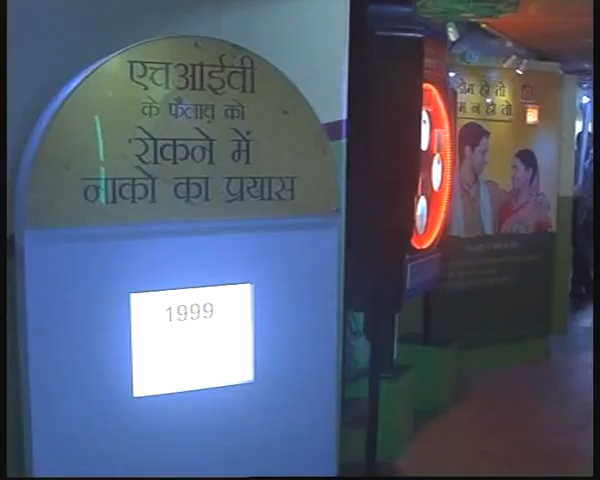 एचआईवी
के फैलाव को
रोकने में
नाको का प्रयास
1999
हो तो
न हो तो